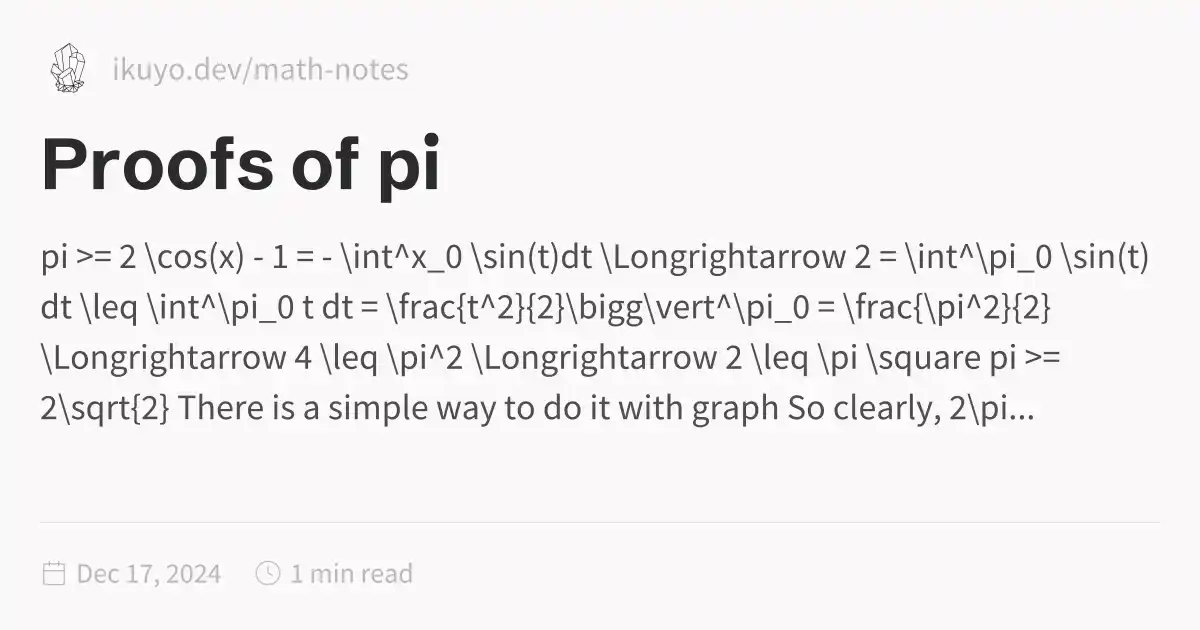 ikuyo.dev/math-notes
Proofs of pi
pi >= 2 \cos(x) - 1 = - \int^x_0 \sin(t)dt \Longrightarrow 2 = \int^\pi_0 \sin(t)
dt \leq \int^\pi_0 t dt = \frac{t^2}{2}\bigg\vert^\pi_0 = \frac{\pi^2}{2}
\Longrightarrow 4 \leq \pi^2 \Longrightarrow 2 \leq \pi \square pi >=
2\sqrt{2} There is a simple way to do it with graph So clearly, 2\pi...
Dec 17, 2024 1 min read